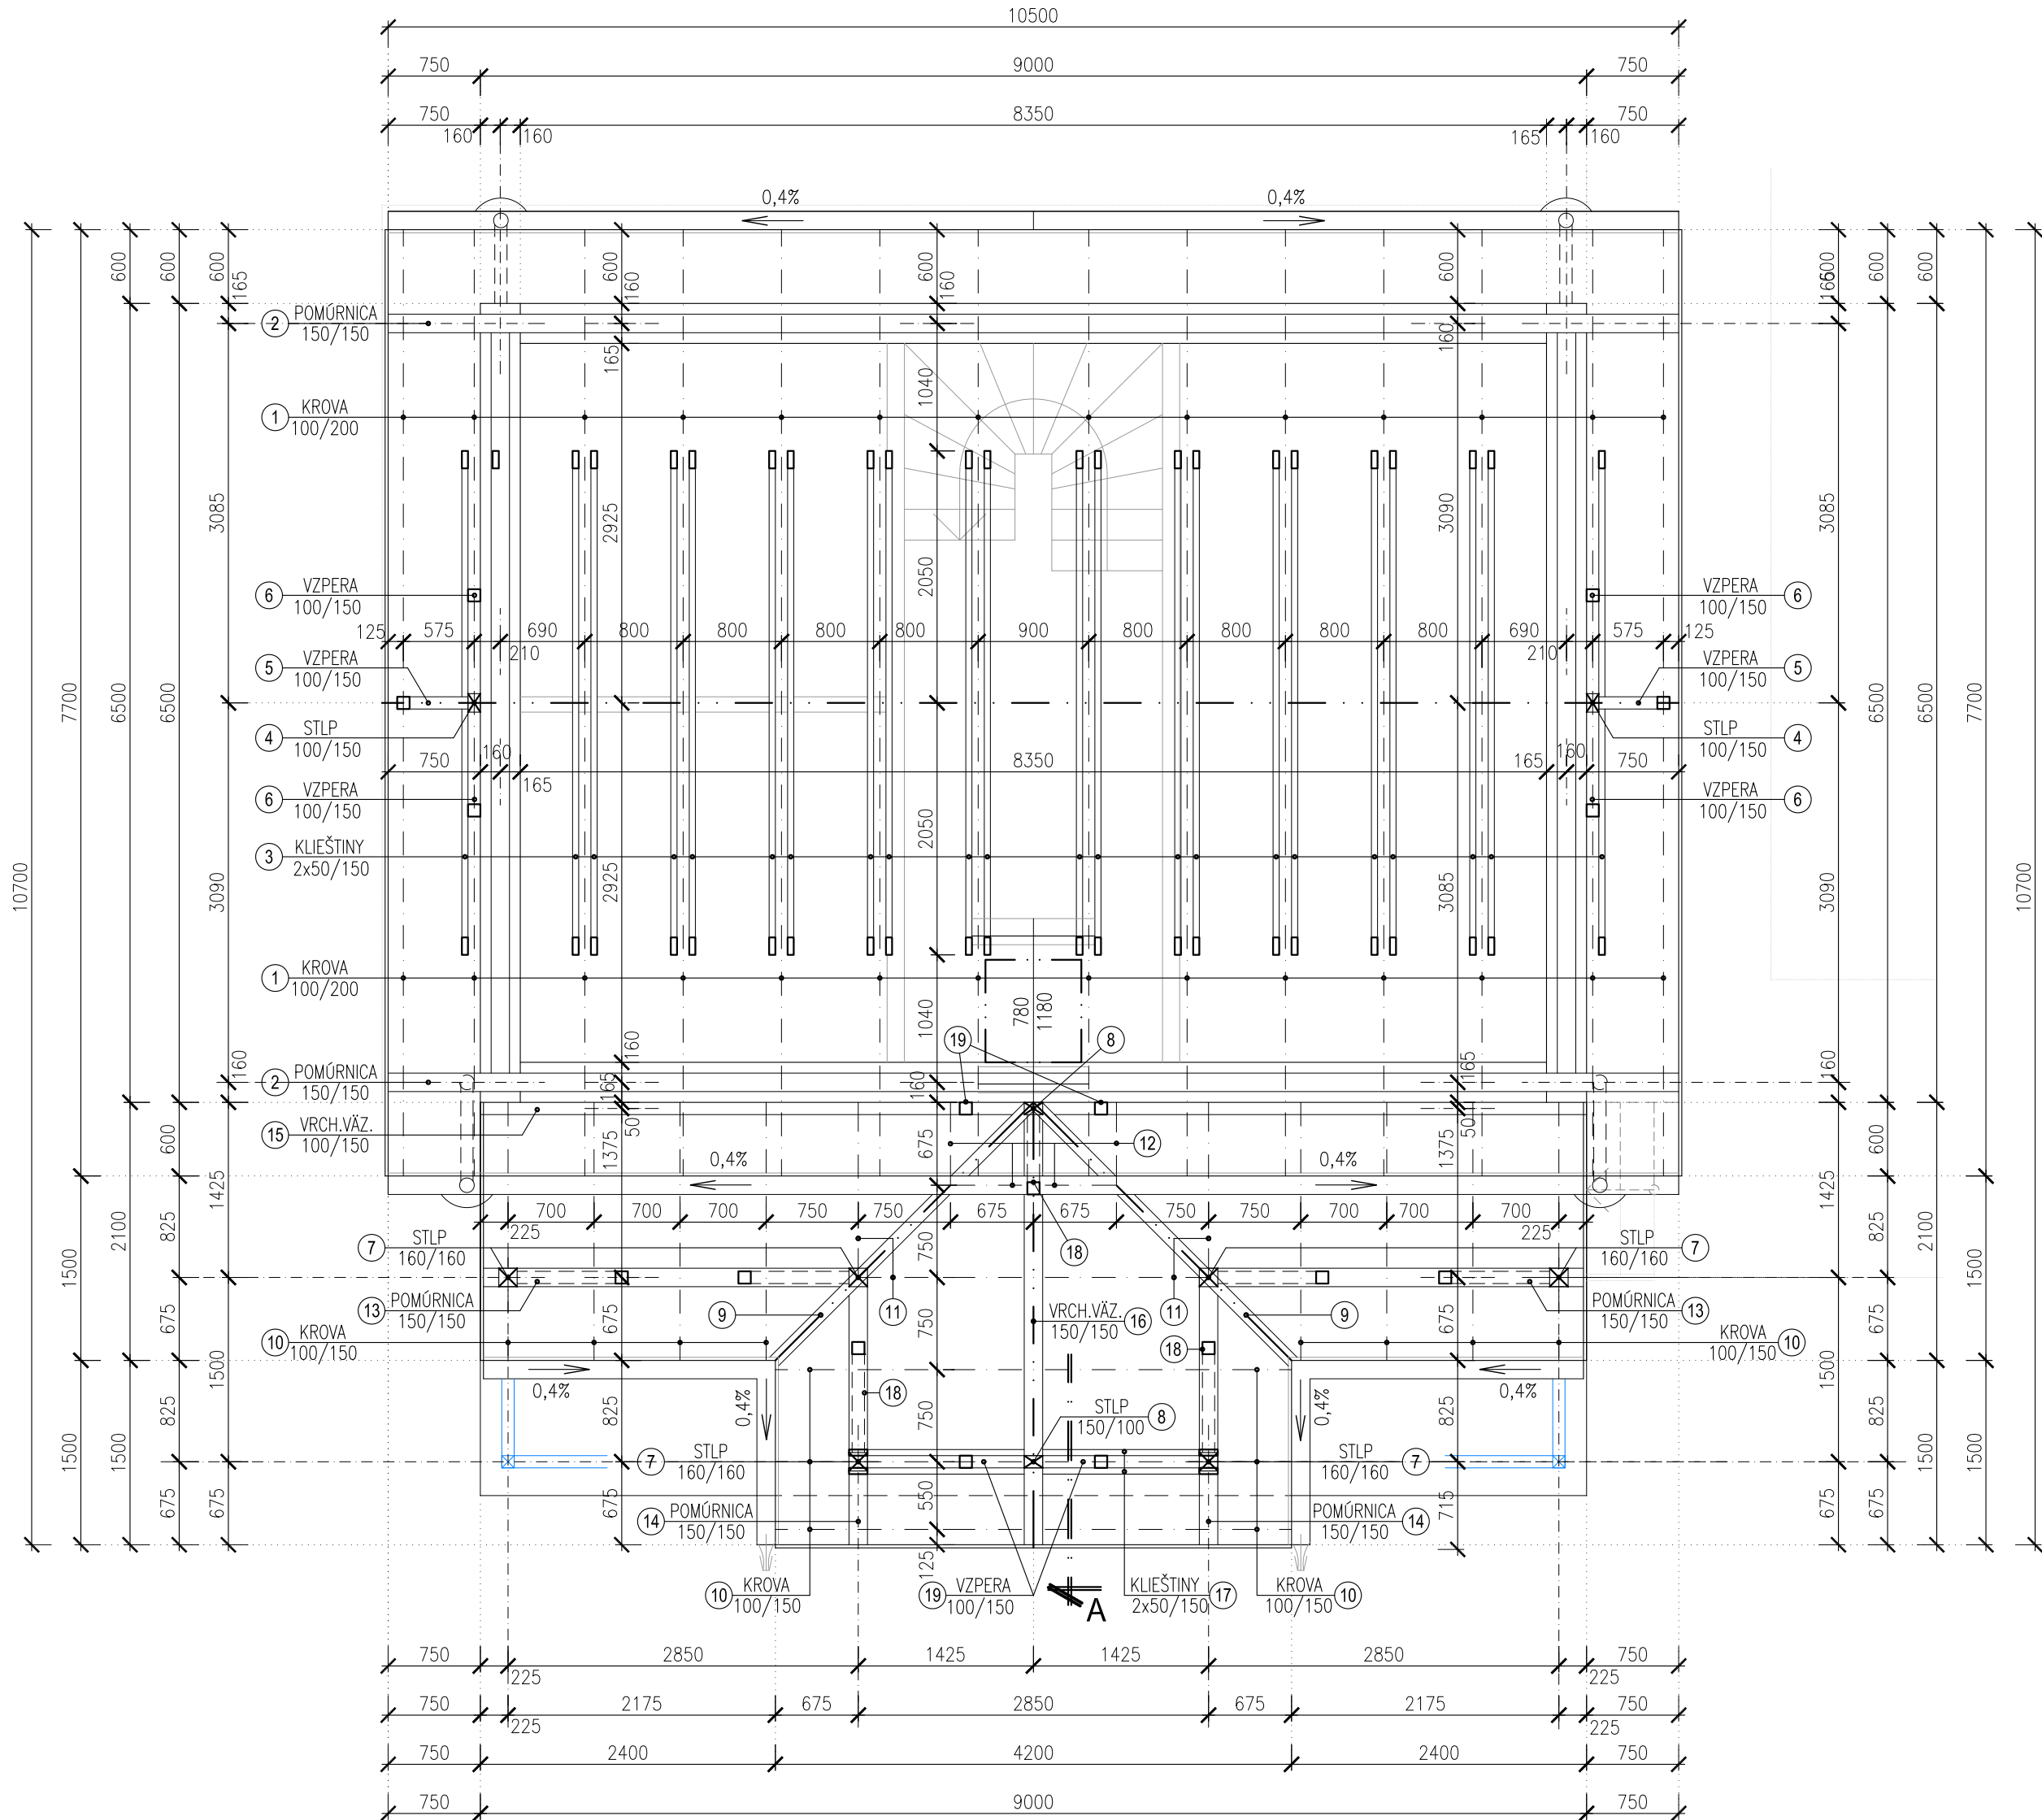 10500
750 9000 750
750 8350 750
160 160 165 160
0,4% 0,4%
600 600 600 600 600 600 600 600 600
165 160 160 165
2 POMÚRNICA
150/150
165 160
1040
1 KROVA
100/200
3085 2925 2050 3090 3085
6 VZPERA
100/150
VZPERA 6
100/150
125 575 690 800 800 800 800 900 800 800 800 800 690 575 125
210 210
5 VZPERA
100/150
VZPERA 5
100/150
7700 6500 6500 6500 6500 7700
4 STLP
100/150
STLP 4
100/150
750 160 8350 165 160 750
165
6 VZPERA
100/150
VZPERA 6
100/150
3 KLIEŠTINY
2x50/150
10700 3090 2925 2050 3085 3090 10700
1 KROVA
100/200
1040 780 1180
160 160 165 160
19 8
2 POMÚRNICA
150/150
165 160
50 50
15 VRCH.VÄZ.
100/150
12
600 1425 1375 675 1375 1425 600
0,4% 0,4%
700 700 700 750 750 675 675 750 750 700 700 700
225 225
7 STLP
160/160
18
STLP 7
160/160
1500 2100 825 750 825 2100 1500
13 POMÚRNICA
150/150
11 11
POMÚRNICA 13
150/150
9 VRCH.VÄZ. 16
150/150
9
10 KROVA
100/150
KROVA 10
100/150
675 675 750 675 675
18
0,4% 0,4% 0,4% 0,4%
18
1500 1500 825 1500 825 750 825 1500 825 1500 1500
STLP 8
150/100
7 STLP
160/160
STLP 7
160/160
675 675 675 550 715 675 675
14 POMÚRNICA
150/150
POMÚRNICA 14
150/150
125
10 KROVA
100/150
19 VZPERA
100/150
KLIEŠTINY 17
2x50/150
KROVA 10
100/150
A
750 2850 1425 1425 2850 750
225 225
750 2175 675 2850 675 2175 750
225 225
750 2400 4200 2400 750
750 9000 750